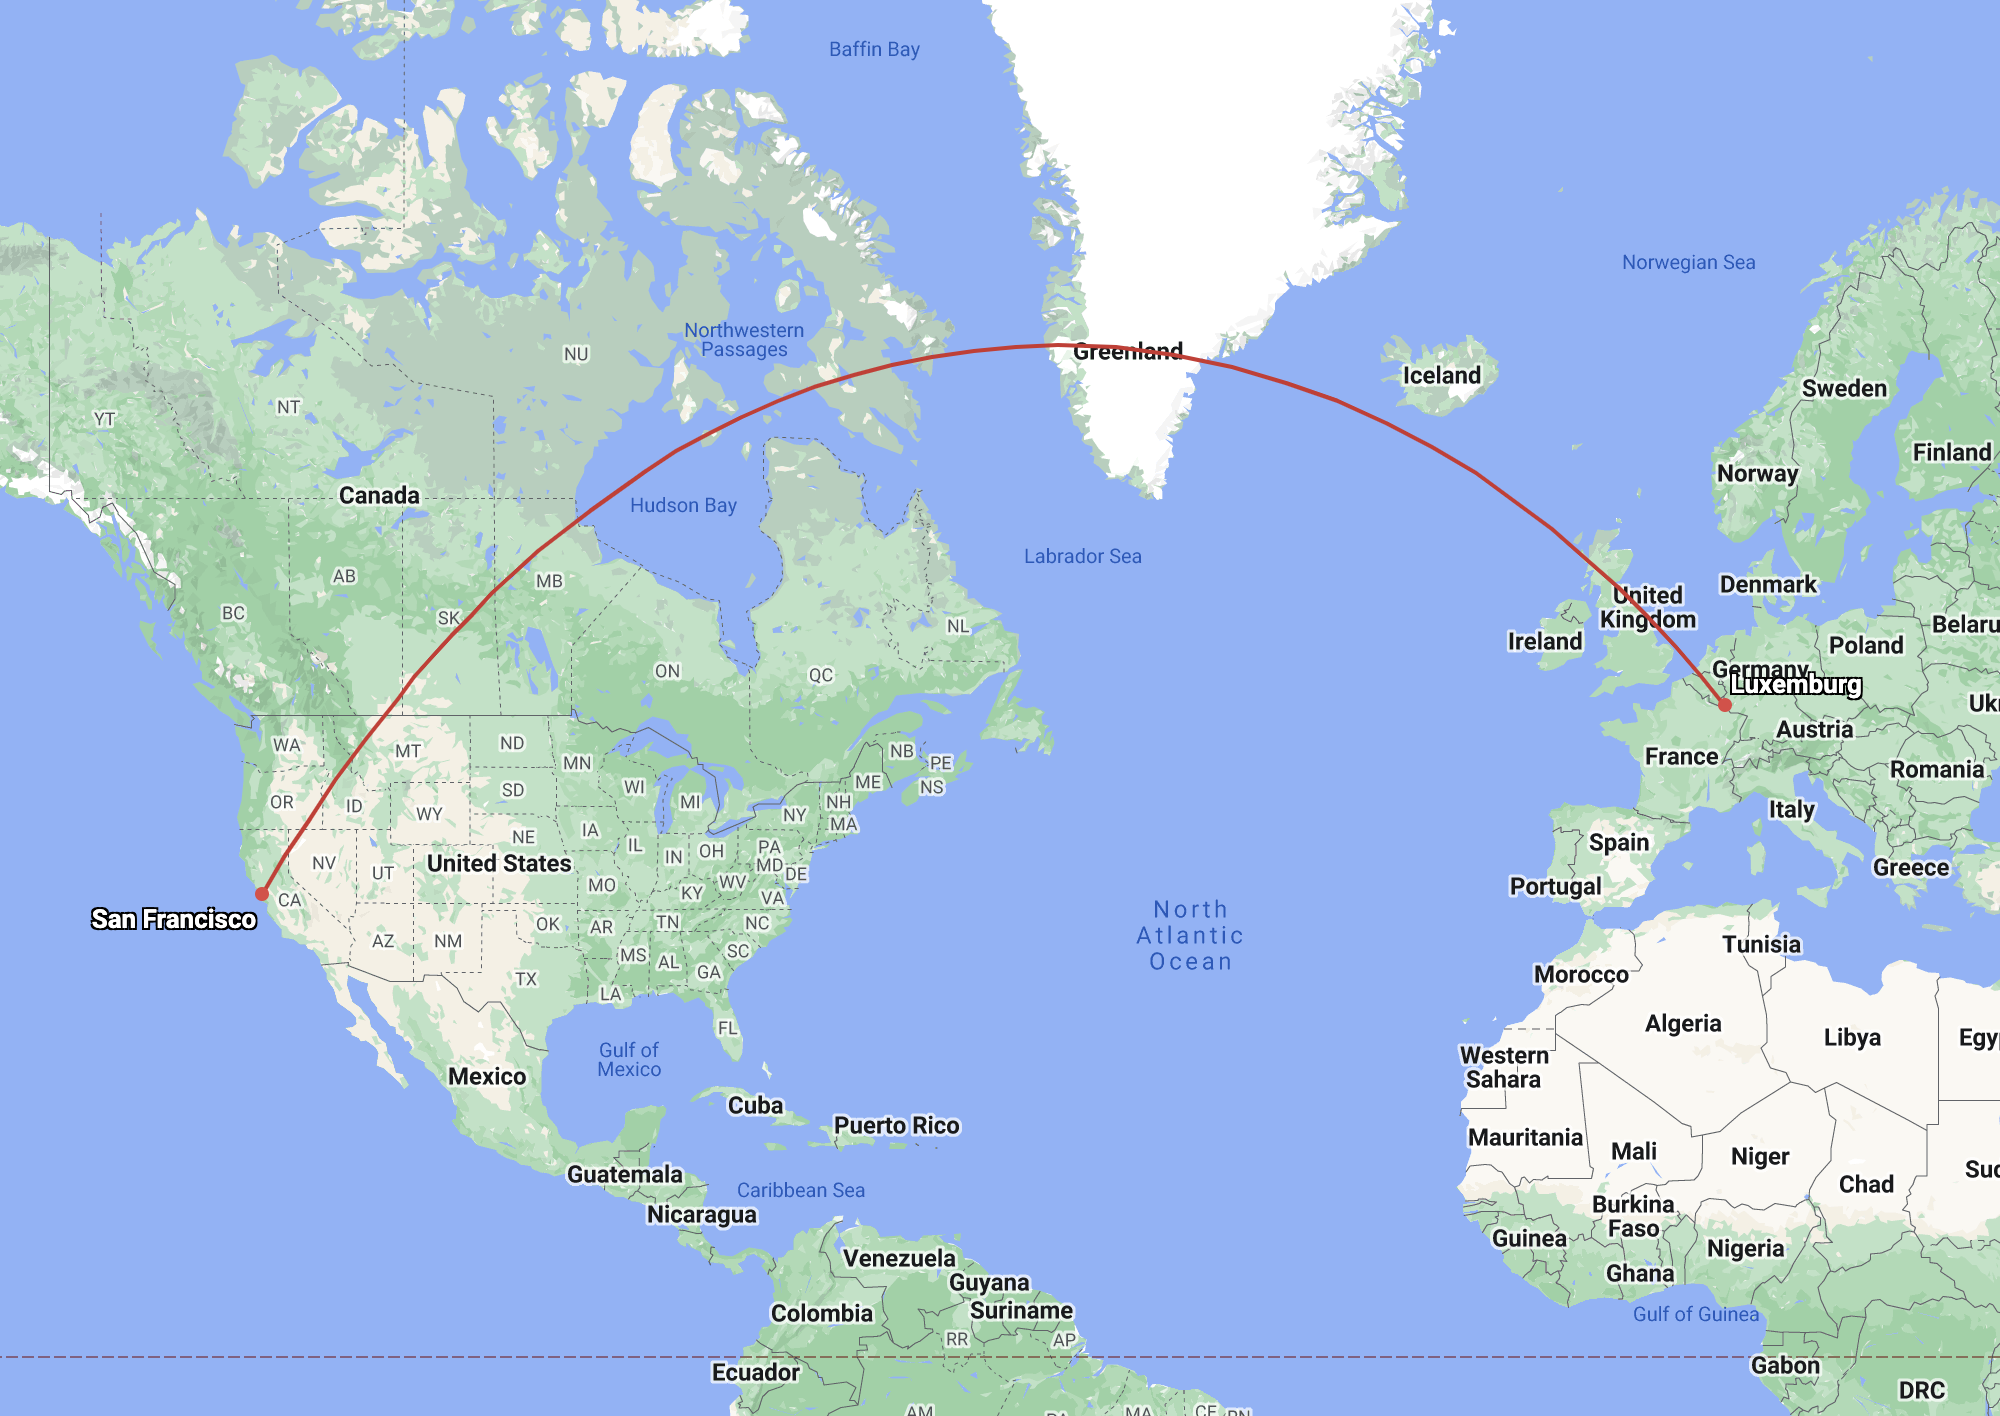 Baffin Bay
Norwegian Sea
Northwestern
Passages
NU
Greenland
Iceland
Sweden
NT
YT
Finland
Norway
Canada
Hudson Bay
Labrador Sea
AB
MB
Denmark
United
Kingdom
BC
SK
NL
Belaru
Ireland
Poland
ON
QC
Germany
Luxemburg
Uk
Austria
WA
MT
ND
NB
France
MN
PE
Romania
OR
ID
SD
WI
MI
ME
NS
WY
NH
NY
MA
Italy
NE
IA
IL
IN
OH
PA
Spain
NV
UT
United States
MD
DE
Greece
CA
MO
KY
WV
VA
Portugal
San Francisco
AZ
NM
OK
AR
TN
NC
North
Atlantic
Ocean
Tunisia
MS
AL
SC
GA
Morocco
TX
LA
FL
Algeria
Libya
Egy
Gulf of
Mexico
Western
Sahara
Mexico
Cuba
Puerto Rico
Mauritania
Mali
Niger
Guatemala
Chad
Suc
Caribbean Sea
Burkina
Faso
Nicaragua
Guinea
Nigeria
Venezuela
Ghana
Guyana
Colombia
Suriname
Gulf of Guinea
RR
AP
Ecuador
Gabon
DRC
AM
MA
CE